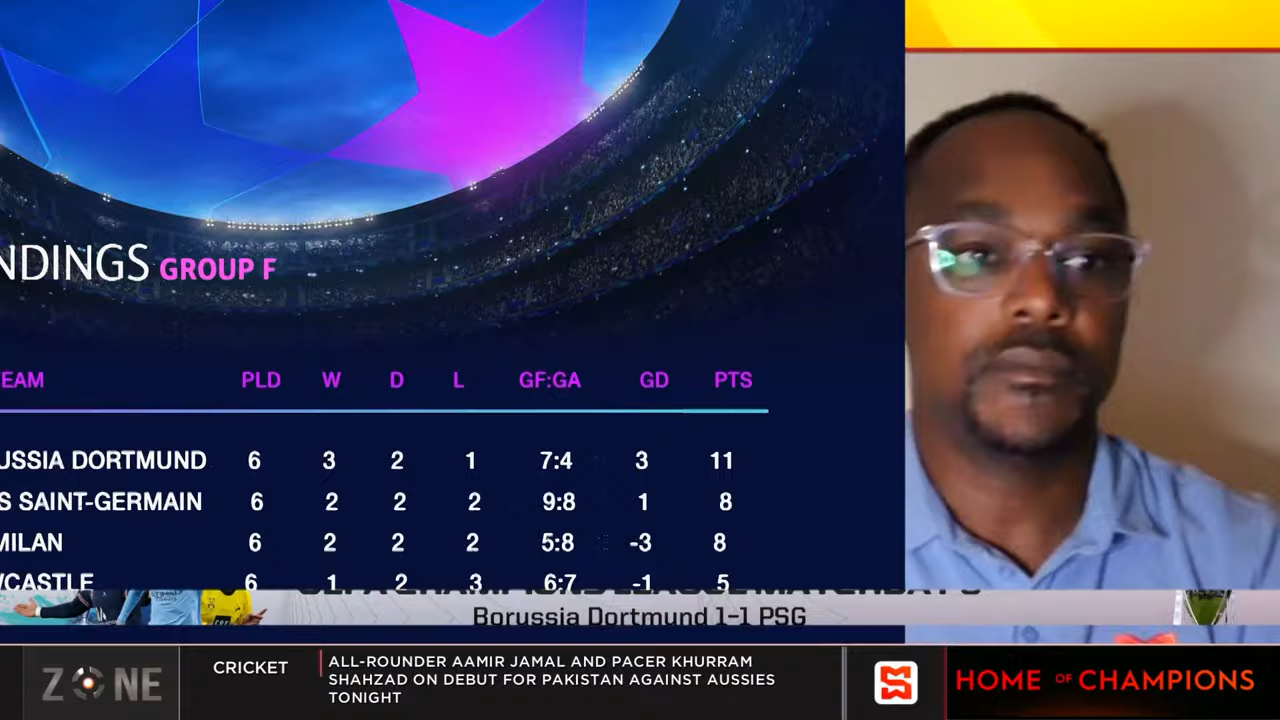 NDINGS GROUP F
EAM PLD W D L GF:GA GD PTS
USSIA DORTMUND 6 3 2 1 7:4 3 11
S SAINT-GERMAIN 6 2 2 2 9:8 1 8
MILAN 6 2 2 2 5:8 -3 8
CASTLE 6 1 2 3 6:7 -1 5
Borussia Dortmund 1-1 PSG
ZONE
CRICKET
ALL-ROUNDER AAMIR JAMAL AND PACER KHURRAM
SHAHZAD ON DEBUT FOR PAKISTAN AGAINST AUSSIES
TONIGHT
HOME OF CHAMPIONS